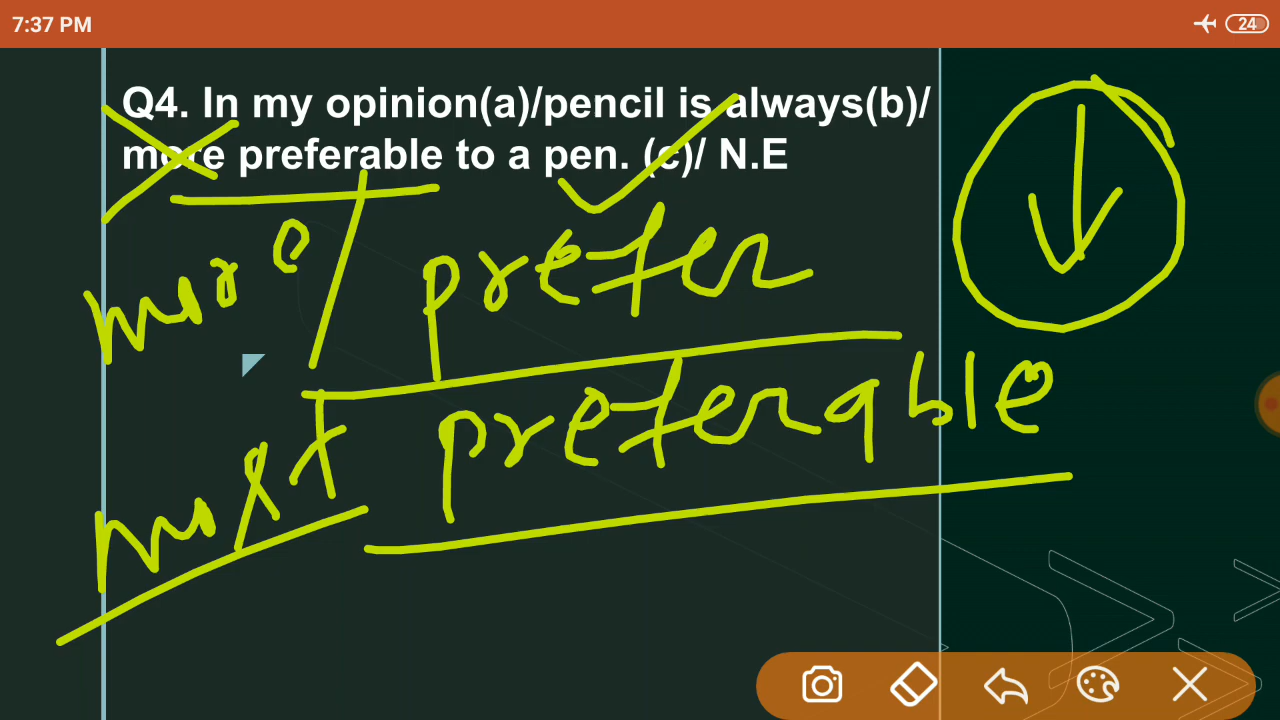 7:37 PM 24
Q4. In my opinion(a)/pencil is always(b)/
more preferable to a pen. (c)/ N.E
more/ prefer
most preferable